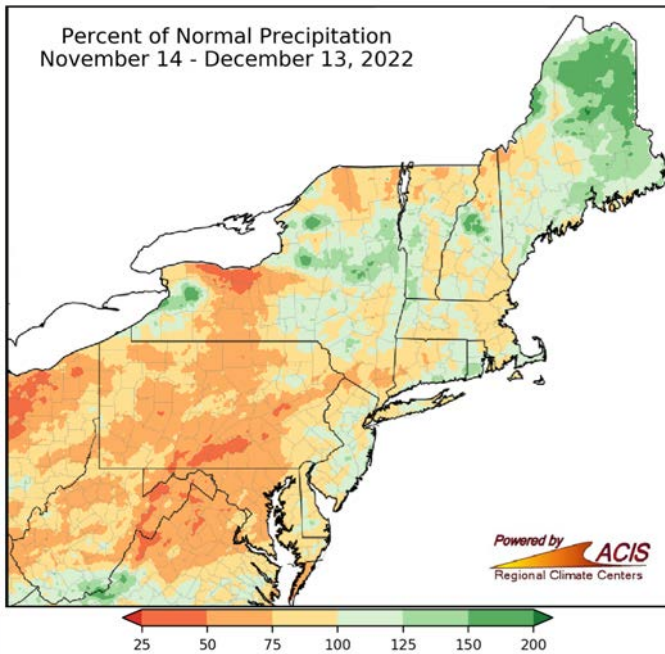 Percent of Normal Precipitation
November 14 - December 13, 2022
Powered by
ACIS
Regional Climate Centers
25 50 75 100 125 150 200